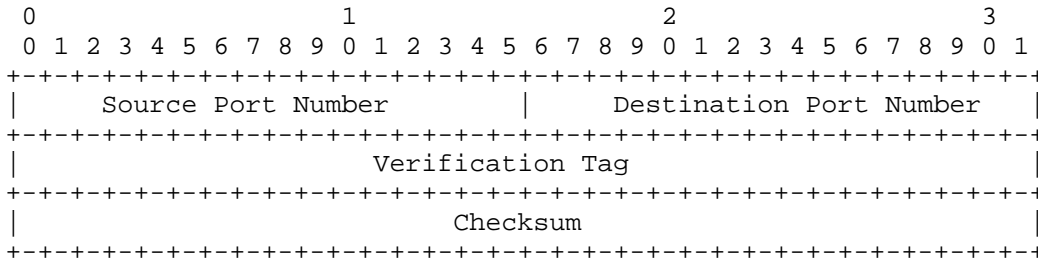 0                   1                   2                   3
 0 1 2 3 4 5 6 7 8 9 0 1 2 3 4 5 6 7 8 9 0 1 2 3 4 5 6 7 8 9 0 1
+-+-+-+-+-+-+-+-+-+-+-+-+-+-+-+-+-+-+-+-+-+-+-+-+-+-+-+-+-+-+-+-+
|     Source Port Number        |     Destination Port Number   |
+-+-+-+-+-+-+-+-+-+-+-+-+-+-+-+-+-+-+-+-+-+-+-+-+-+-+-+-+-+-+-+-+
|                      Verification Tag                         |
+-+-+-+-+-+-+-+-+-+-+-+-+-+-+-+-+-+-+-+-+-+-+-+-+-+-+-+-+-+-+-+-+
|                           Checksum                            |
+-+-+-+-+-+-+-+-+-+-+-+-+-+-+-+-+-+-+-+-+-+-+-+-+-+-+-+-+-+-+-+-+